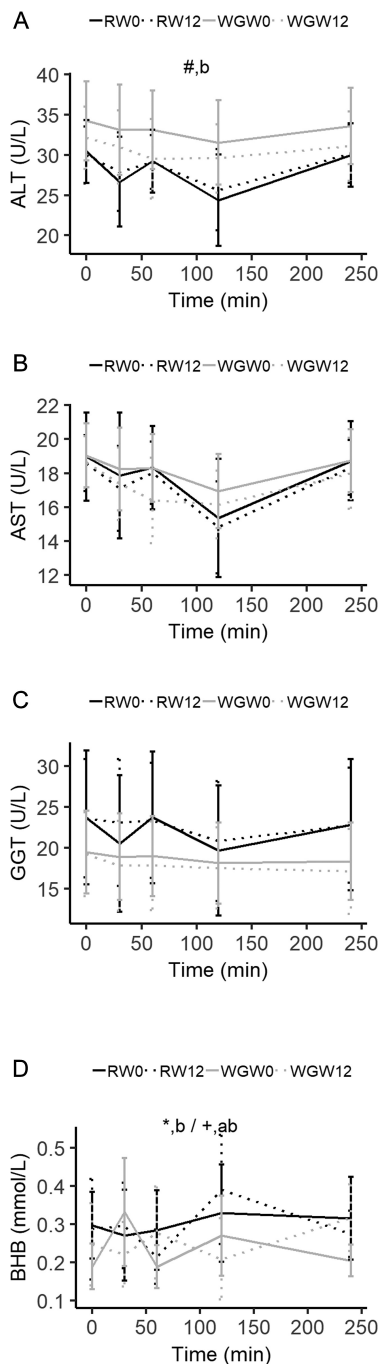 A
RW0 RW12 WGW0 WGW12
#,b
40
35
30
25
20
ALT (U/L)
0 50 100 150 200 250
Time (min)
B
RW0 RW12 WGW0 WGW12
22
20
18
16
14
12
AST (U/L)
0 50 100 150 200 250
Time (min)
C
RW0 RW12 WGW0 WGW12
30
25
20
15
GGT (U/L)
0 50 100 150 200 250
Time (min)
D
RW0 RW12 WGW0 WGW12
*,b / +,ab
0.5
0.4
0.3
0.2
0.1
BHB (mmol/L)
0 50 100 150 200 250
Time (min)